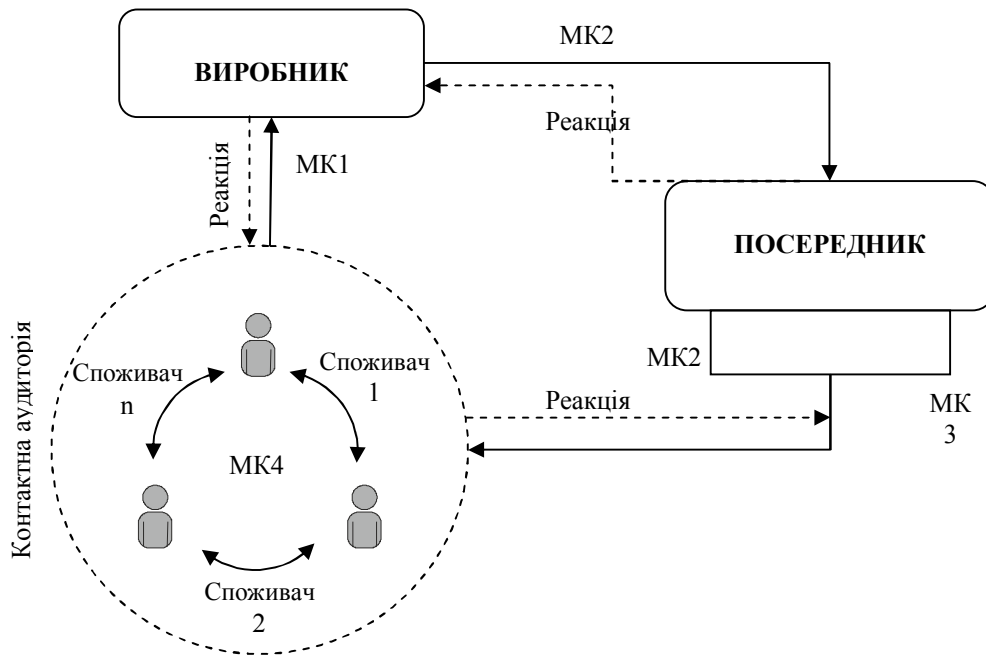 МК2
ВИРОБНИК
Реакція
Реакція
МК1
ПОСЕРЕДНИК
Контактна аудиторія
Споживач
n
Споживач
1
МК2
Реакція
МК
3
МК4
Споживач
2